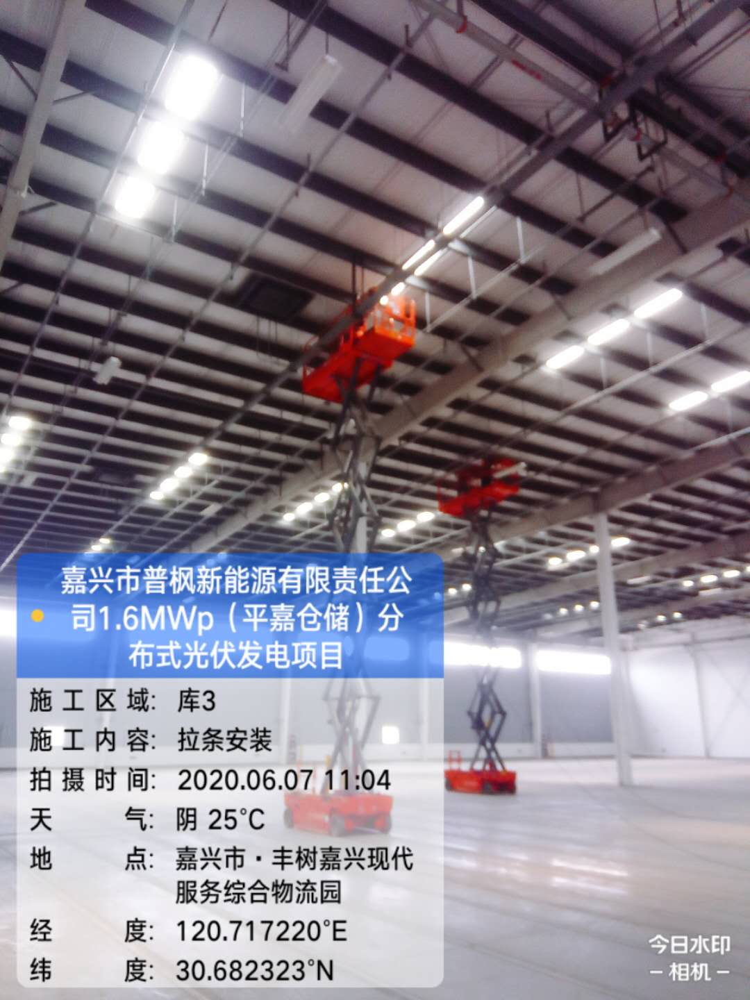 嘉兴市普枫新能源有限责任公
司1.6MWp（平嘉仓储）分
布式光伏发电项目
施工区域: 库3
施工内容: 拉条安装
拍摄时间: 2020.06.07 11:04
天气: 阴 25°C
地点: 嘉兴市·丰树嘉兴现代
服务综合物流园
经度: 120.717220°E
纬度: 30.682323°N
今日水印
－相机－